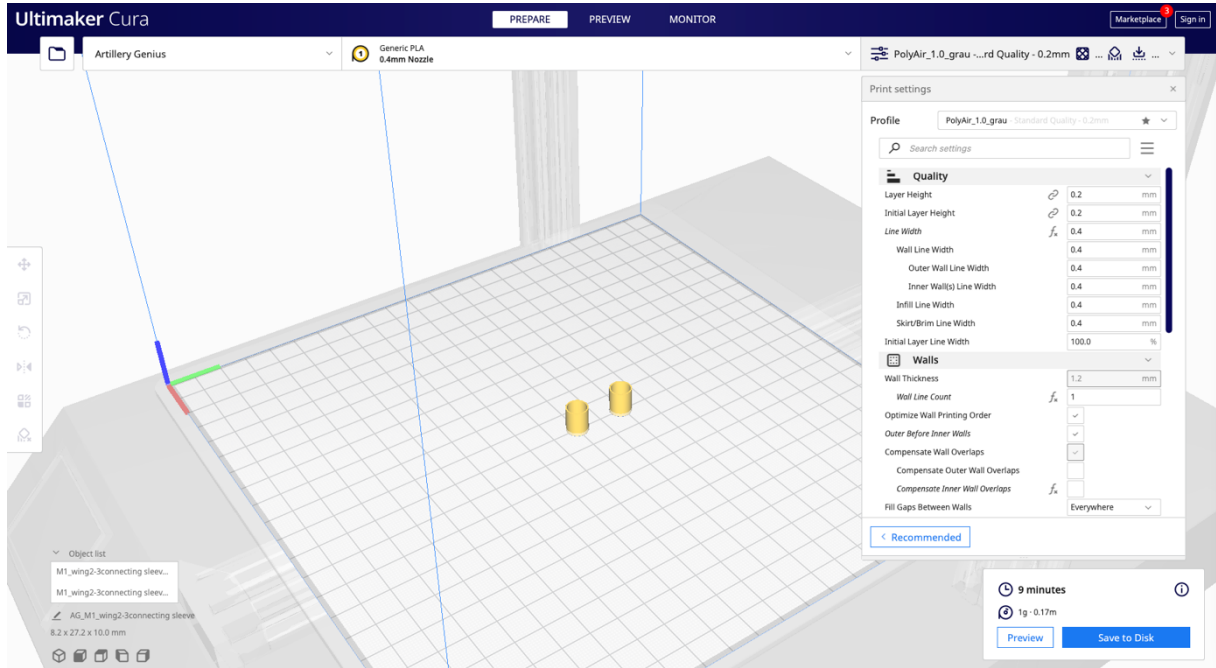 Ultimaker Cura
PREPARE PREVIEW MONITOR
Marketplace 3 Sign in
Artillery Genius
1 Generic PLA
0.4mm Nozzle
PolyAir_1.0_grau -...rd Quality - 0.2mm ... ...
Print settings
Profile PolyAir_1.0_grau - Standard Quality - 0.2mm
Search settings
Quality
Layer Height 0.2 mm
Initial Layer Height 0.2 mm
Line Width 0.4 mm
Wall Line Width 0.4 mm
Outer Wall Line Width 0.4 mm
Inner Wall(s) Line Width 0.4 mm
Infill Line Width 0.4 mm
Skirt/Brim Line Width 0.4 mm
Initial Layer Line Width 100.0 %
Walls
Wall Thickness 1.2 mm
Wall Line Count 1
Optimize Wall Printing Order
Outer Before Inner Walls
Compensate Wall Overlaps
Compensate Outer Wall Overlaps
Compensate Inner Wall Overlaps
Fill Gaps Between Walls Everywhere
Recommended
Object list
M1_wing2-3connecting sleev...
M1_wing2-3connecting sleev...
AG_M1_wing2-3connecting sleeve
8.2 x 27.2 x 10.0 mm
9 minutes
1g · 0.17m
Preview Save to Disk